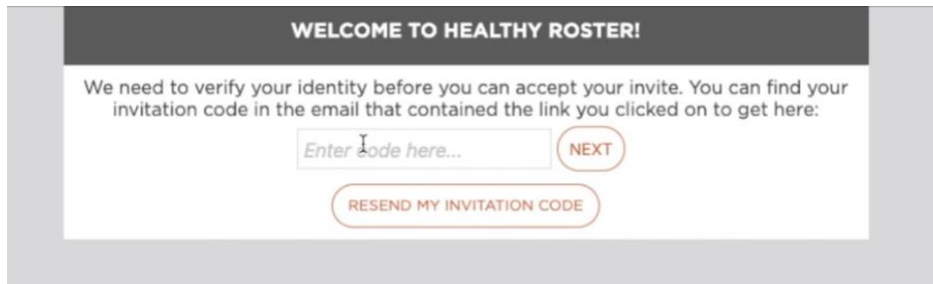 WELCOME TO HEALTHY ROSTER!
We need to verify your identity before you can accept your invite. You can find your
invitation code in the email that contained the link you clicked on to get here:
Enter code here... NEXT
RESEND MY INVITATION CODE